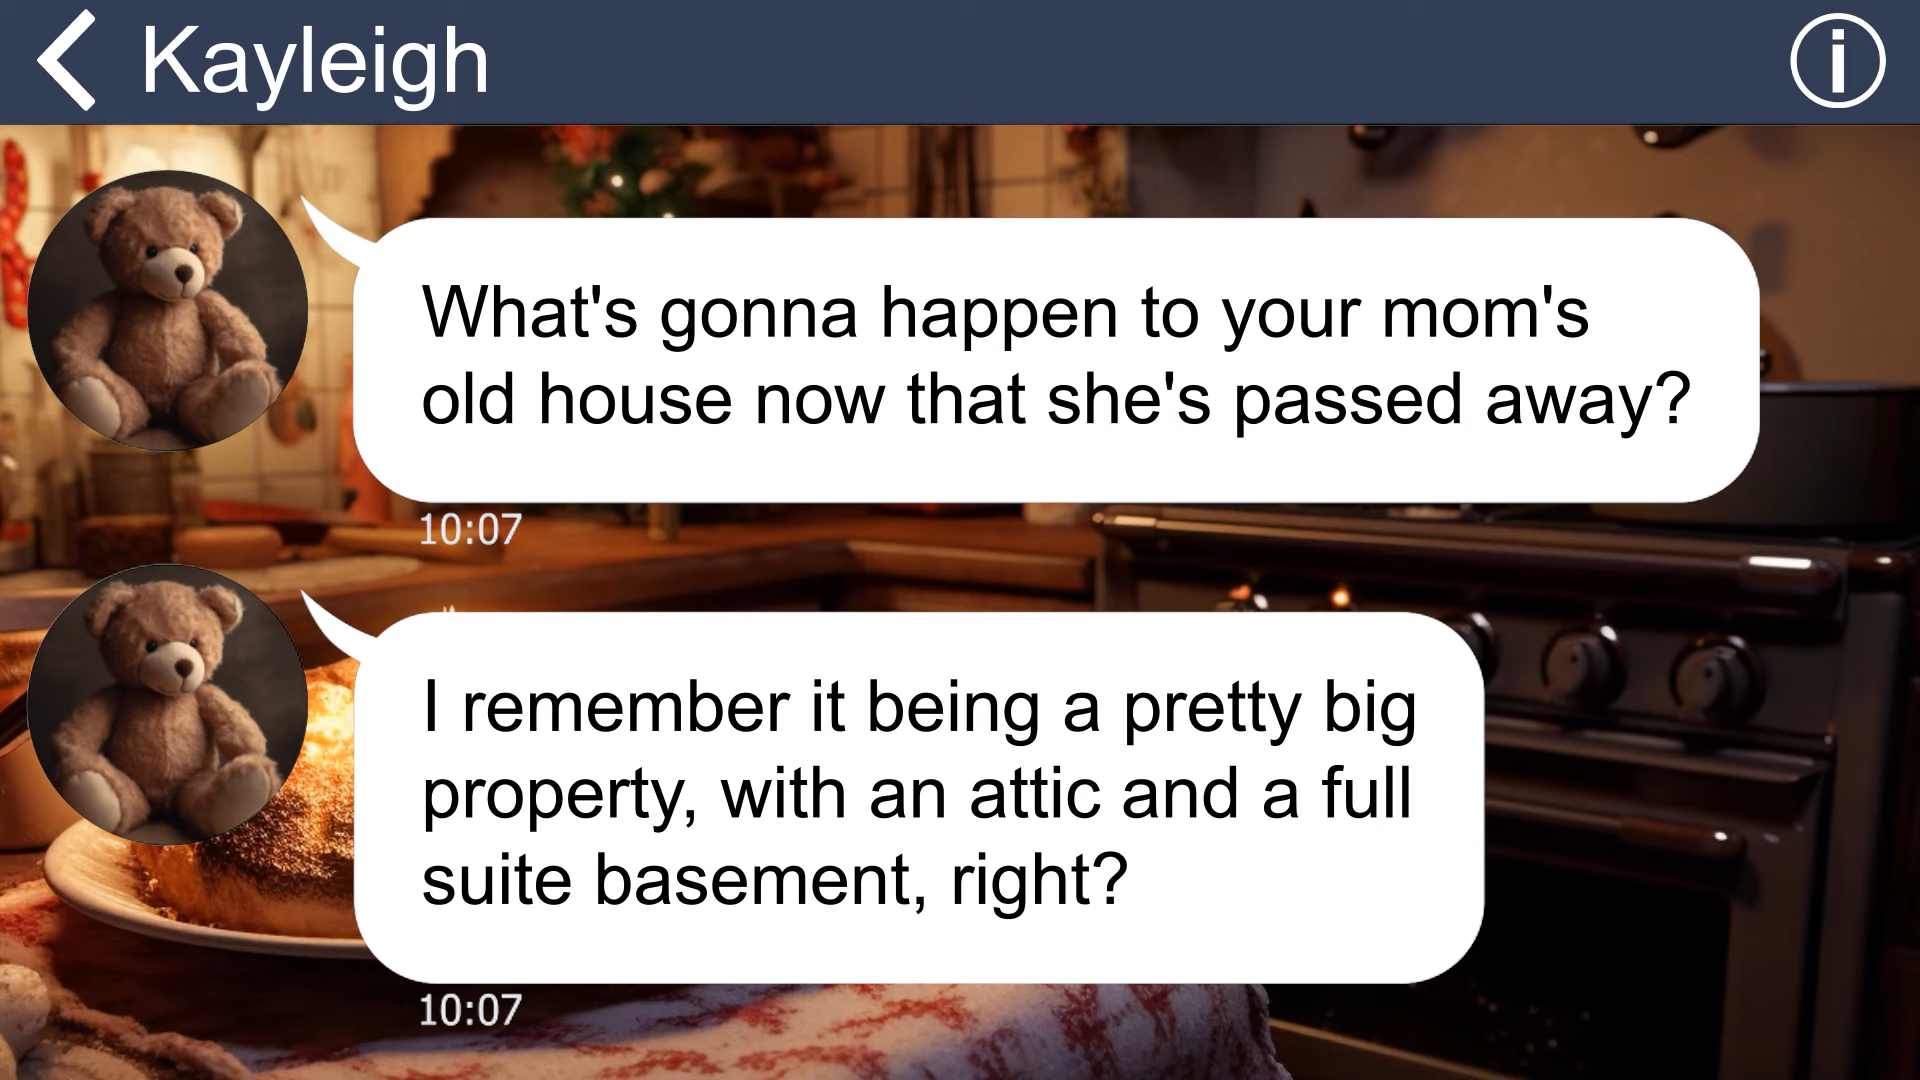 Kayleigh
What's gonna happen to your mom's
old house now that she's passed away?
10:07
I remember it being a pretty big
property, with an attic and a full
suite basement, right?
10:07